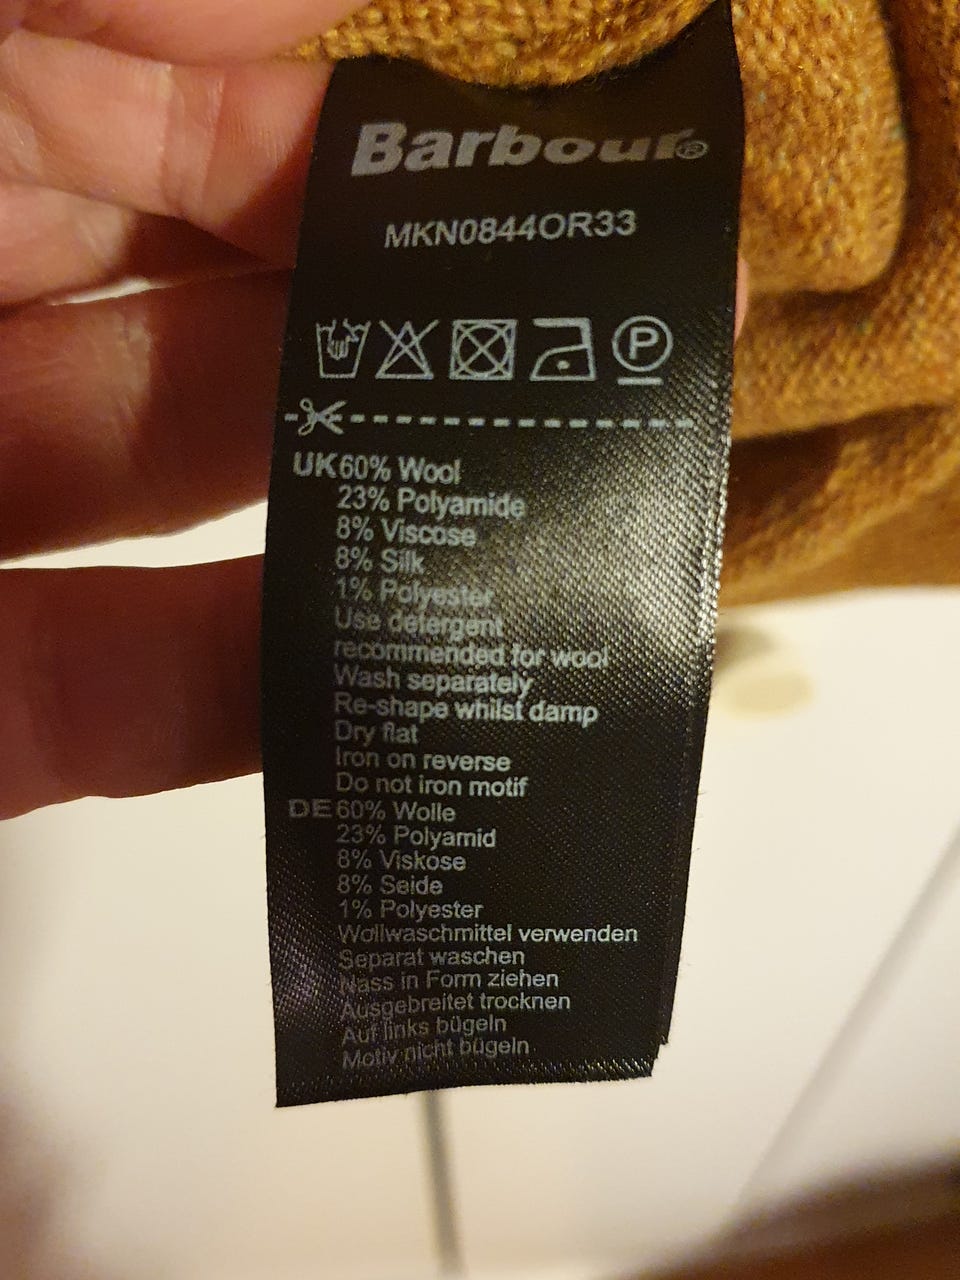 Barbour®
MKN0844OR33
P
UK 60% Wool
23% Polyamide
8% Viscose
8% Silk
1% Polyester
Use detergent
recommended for wool
Wash separately
Re-shape whilst damp
Dry flat
Iron on reverse
Do not iron motif
DE 60% Wolle
23% Polyamid
8% Viskose
8% Seide
1% Polyester
Wollwaschmittel verwenden
Separat waschen
Nass in Form ziehen
Ausgebreitet trocknen
Auf links bügeln
Motiv nicht bügeln